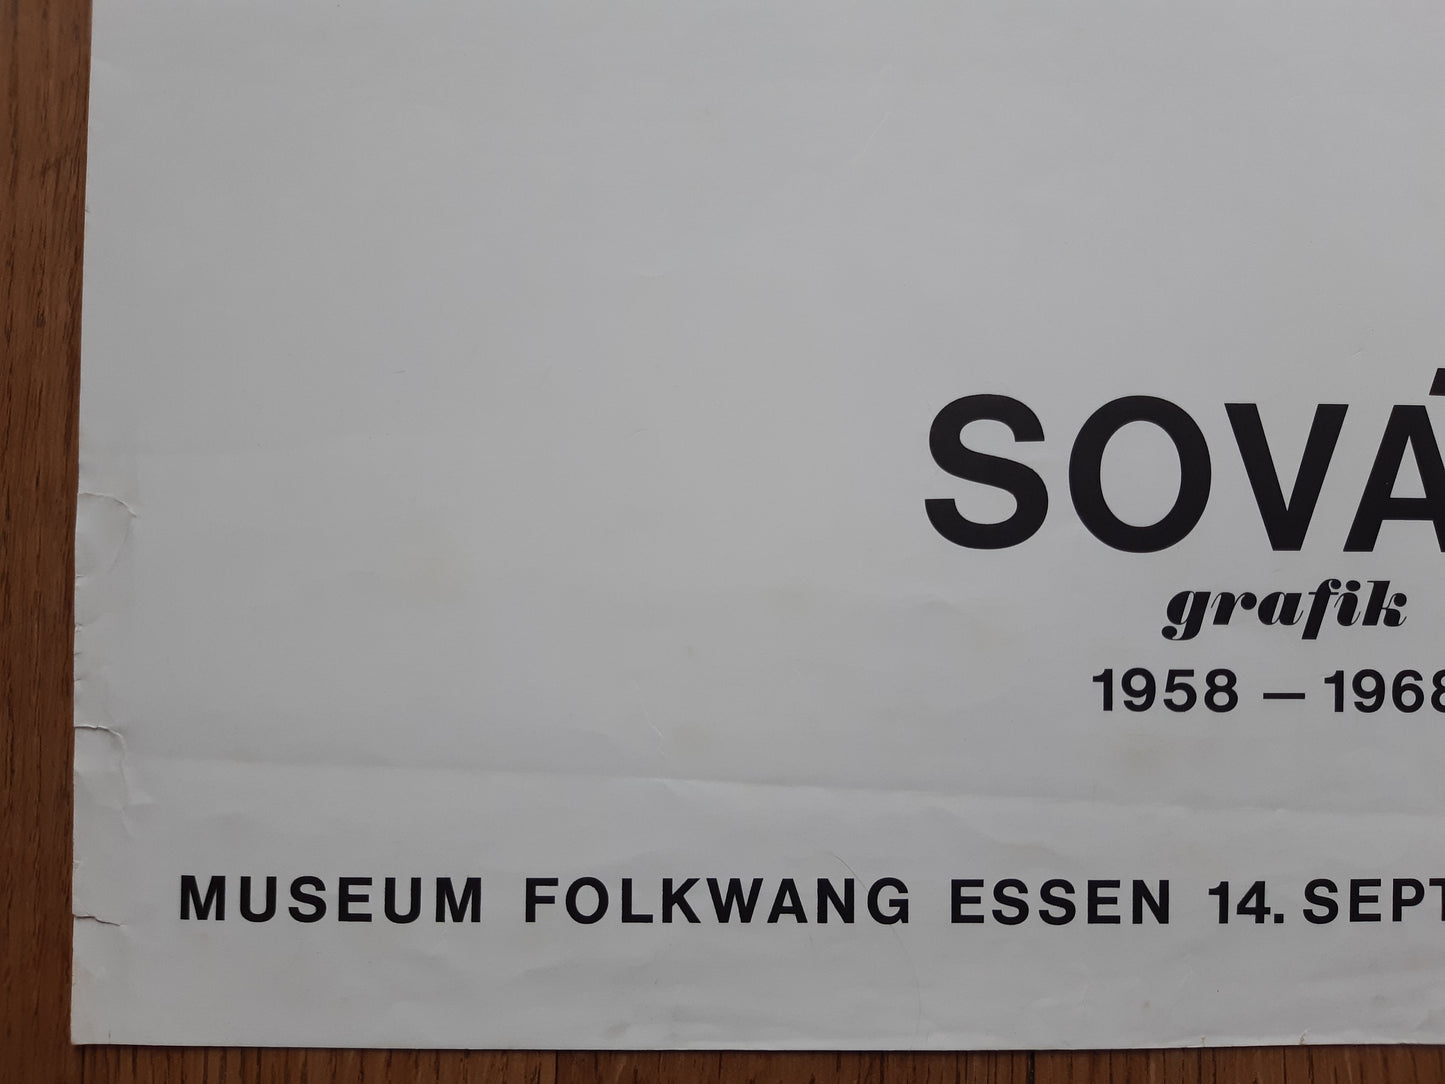 SOVÁ
grafik
1958 – 1968
MUSEUM FOLKWANG ESSEN 14. SEPT